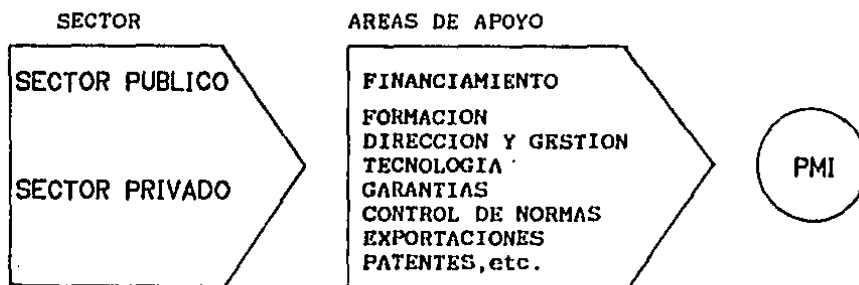 SECTOR
SECTOR PUBLICO
SECTOR PRIVADO
AREAS DE APOYO
FINANCIAMIENTO
FORMACION
DIRECCION Y GESTION
TECNOLOGIA
GARANTIAS
CONTROL DE NORMAS
EXPORTACIONES
PATENTES, etc.
PMI